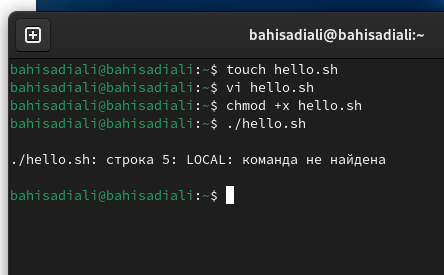 bahisadiali@bahisadiali:~
bahisadiali@bahisadiali:~$ touch hello.sh
bahisadiali@bahisadiali:~$ vi hello.sh
bahisadiali@bahisadiali:~$ chmod +x hello.sh
bahisadiali@bahisadiali:~$ ./hello.sh
./hello.sh: строка 5: LOCAL: команда не найдена
bahisadiali@bahisadiali:~$